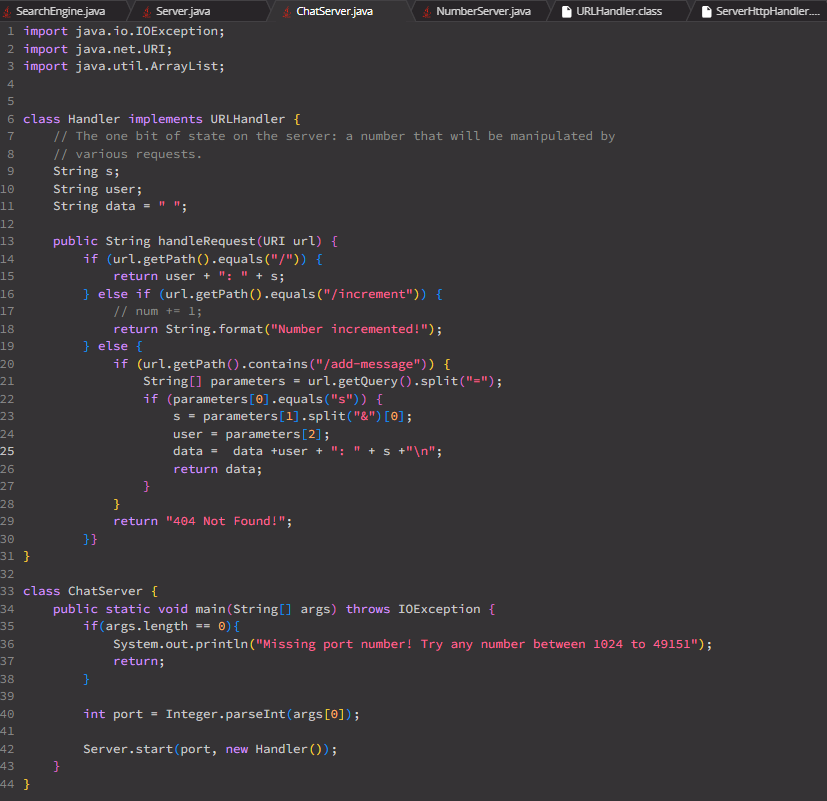 SearchEngine.java Server.java ChatServer.java NumberServer.java URLHandler.class ServerHttpHandler....
1 import java.io.IOException;
2 import java.net.URI;
3 import java.util.ArrayList;
4
5
6 class Handler implements URLHandler {
7     // The one bit of state on the server: a number that will be manipulated by
8     // various requests.
9     String s;
10     String user;
11     String data = " ";
12
13     public String handleRequest(URI url) {
14         if (url.getPath().equals("/")) {
15             return user + ": " + s;
16         } else if (url.getPath().equals("/increment")) {
17             // num += 1;
18             return String.format("Number incremented!");
19         } else {
20             if (url.getPath().contains("/add-message")) {
21                 String[] parameters = url.getQuery().split("=");
22                 if (parameters[0].equals("s")) {
23                     s = parameters[1].split("&")[0];
24                     user = parameters[2];
25                     data =  data +user + ": " + s +"\n";
26                     return data;
27                 }
28             }
29             return "404 Not Found!";
30         }}
31 }
32
33 class ChatServer {
34     public static void main(String[] args) throws IOException {
35         if(args.length == 0){
36             System.out.println("Missing port number! Try any number between 1024 to 49151");
37             return;
38         }
39
40         int port = Integer.parseInt(args[0]);
41
42         Server.start(port, new Handler());
43     }
44 }